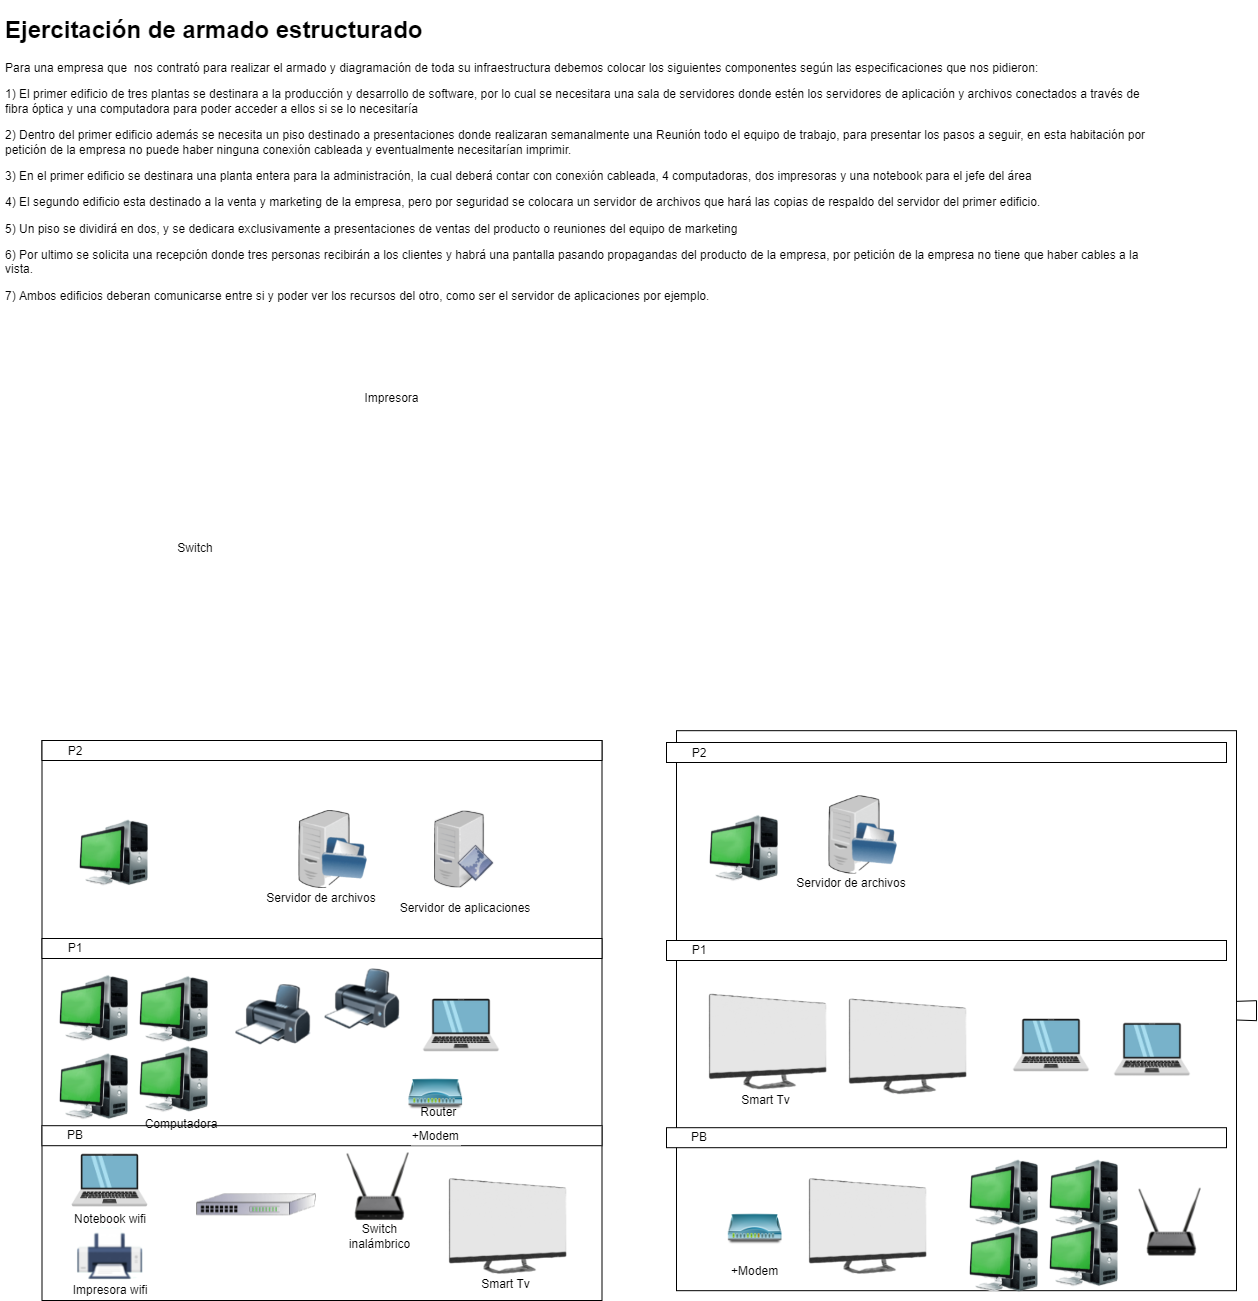 Ejercitación de armado estructurado
Para una empresa que  nos contrató para realizar el armado y diagramación de toda su infraestructura debemos colocar los siguientes componentes según las especificaciones que nos pidieron:
1) El primer edificio de tres plantas se destinara a la producción y desarrollo de software, por lo cual se necesitara una sala de servidores donde estén los servidores de aplicación y archivos conectados a través de
fibra óptica y una computadora para poder acceder a ellos si se lo necesitaría
2) Dentro del primer edificio además se necesita un piso destinado a presentaciones donde realizaran semanalmente una Reunión todo el equipo de trabajo, para presentar los pasos a seguir, en esta habitación por
petición de la empresa no puede haber ninguna conexión cableada y eventualmente necesitarían imprimir.
3) En el primer edificio se destinara una planta entera para la administración, la cual deberá contar con conexión cableada, 4 computadoras, dos impresoras y una notebook para el jefe del área
4) El segundo edificio esta destinado a la venta y marketing de la empresa, pero por seguridad se colocara un servidor de archivos que hará las copias de respaldo del servidor del primer edificio.
5) Un piso se dividirá en dos, y se dedicara exclusivamente a presentaciones de ventas del producto o reuniones del equipo de marketing
6) Por ultimo se solicita una recepción donde tres personas recibirán a los clientes y habrá una pantalla pasando propagandas del producto de la empresa, por petición de la empresa no tiene que haber cables a la
vista.
7) Ambos edificios deberan comunicarse entre si y poder ver los recursos del otro, como ser el servidor de aplicaciones por ejemplo.
Impresora
Switch
P2
Servidor de archivos
Servidor de aplicaciones
P1
Computadora
Router
+Modem
PB
Notebook wifi
Impresora wifi
Switch
inalámbrico
Smart Tv
P2
Servidor de archivos
P1
Smart Tv
PB
+Modem